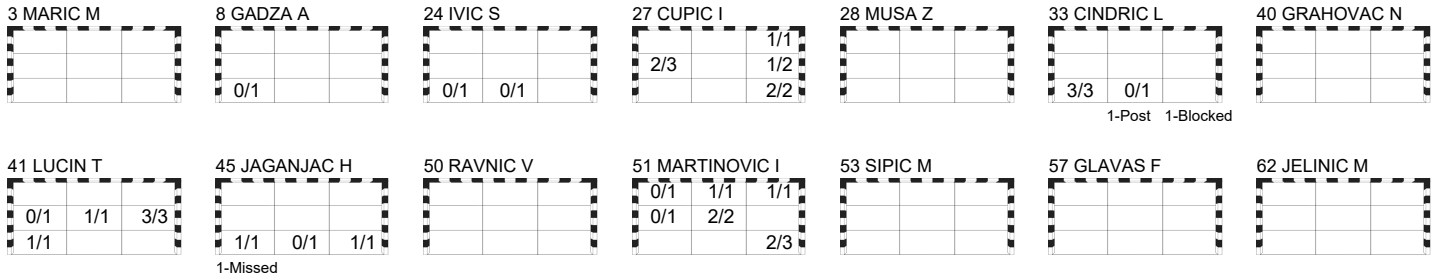 3 MARIC M 8 GADZA A 24 IVIC S 27 CUPIC I 28 MUSA Z 33 CINDRIC L 40 GRAHOVAC N
1/1
2/3 1/2
0/1 0/1 0/1 2/2 3/3 0/1
1-Post 1-Blocked
41 LUCIN T 45 JAGANJAC H 50 RAVNIC V 51 MARTINOVIC I 53 SIPIC M 57 GLAVAS F 62 JELINIC M
0/1 1/1 1/1
0/1 1/1 3/3 0/1 2/2
1/1 1/1 0/1 1/1 2/3
1-Missed